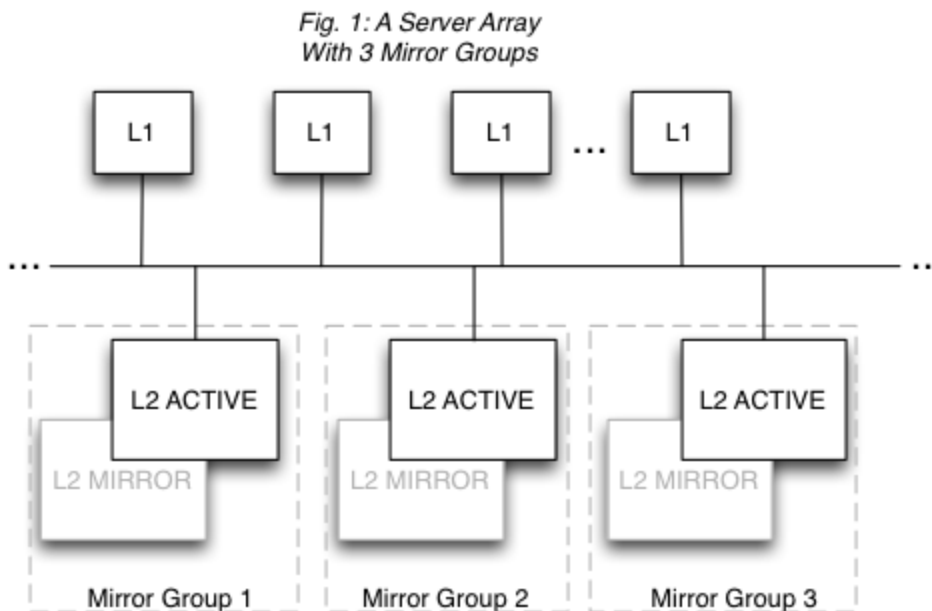 Fig. 1: A Server Array
With 3 Mirror Groups
L1 L1 L1 ... L1
... ..
L2 ACTIVE L2 ACTIVE L2 ACTIVE
L2 MIRROR L2 MIRROR L2 MIRROR
Mirror Group 1 Mirror Group 2 Mirror Group 3